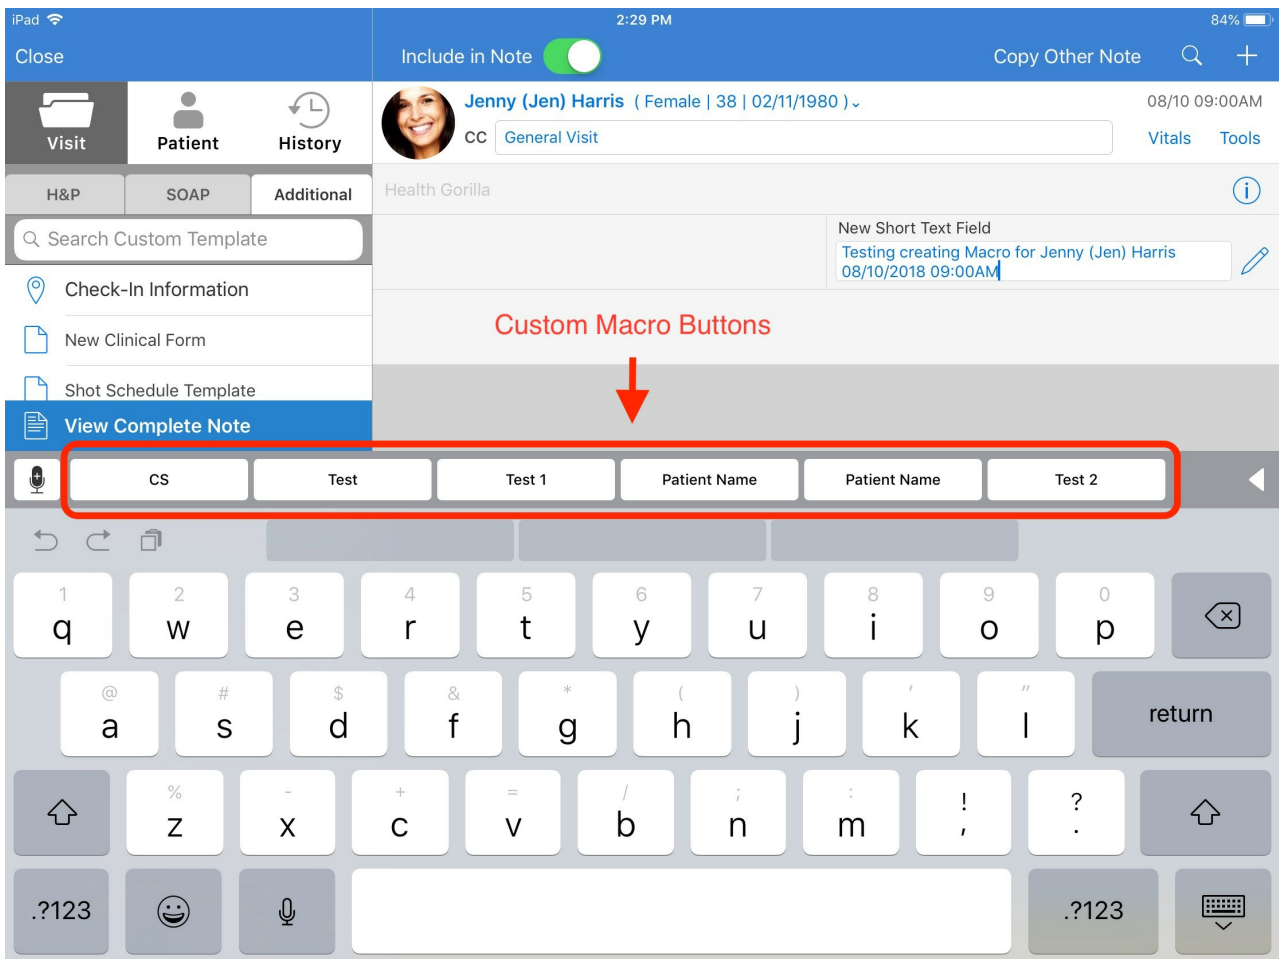 iPad 2:29 PM 84%
Close Include in Note Copy Other Note
Visit Patient History
Jenny (Jen) Harris ( Female | 38 | 02/11/1980 ) 08/10 09:00AM
CC General Visit Vitals Tools
H&P SOAP Additional
Health Gorilla
Search Custom Template
New Short Text Field
Testing creating Macro for Jenny (Jen) Harris
08/10/2018 09:00AM
Check-In Information
New Clinical Form
Shot Schedule Template
View Complete Note
Custom Macro Buttons
CS Test Test 1 Patient Name Patient Name Test 2
1 2 3 4 5 6 7 8 9 0
q w e r t y u i o p
@ # $ & * ( ) ' "
a s d f g h j k l return
% - + = / ; : ! ?
z x c v b n m , .
.?123 .?123